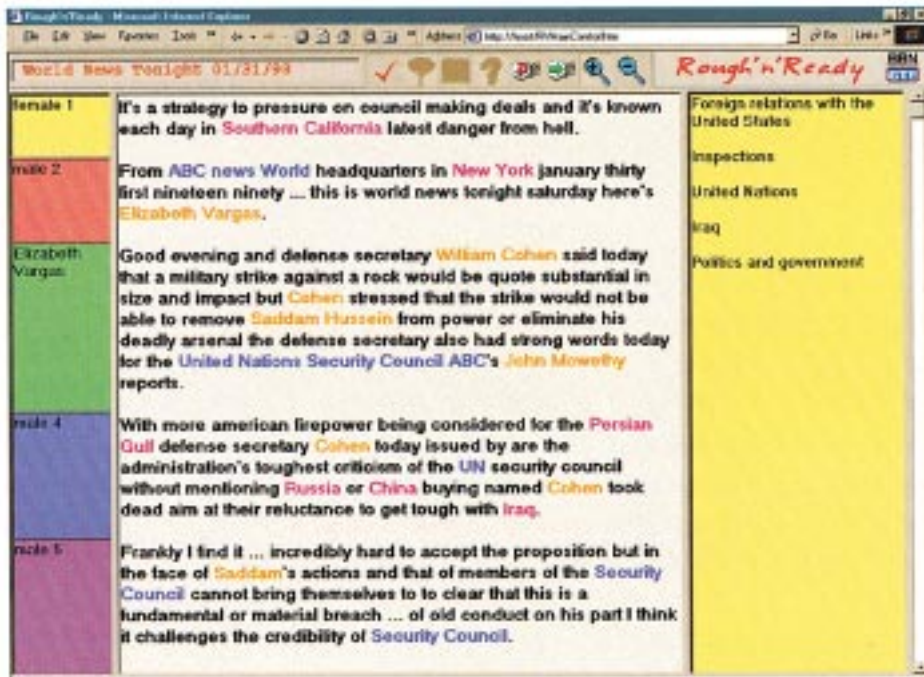 Rough'n'Ready - Microsoft Internet Explorer
File Edit View Favorites Tools
Address
Links
World News Tonight 01/31/98
Rough'n'Ready
BBN
female 1
It's a strategy to pressure on council making deals and it's known
each day in Southern California latest danger from hell.
male 2
From ABC news World headquarters in New York january thirty
first nineteen ninety ... this is world news tonight saturday here's
Elizabeth Vargas.
Elizabeth
Vargas
Good evening and defense secretary William Cohen said today
that a military strike against a rock would be quote substantial in
size and impact but Cohen stressed that the strike would not be
able to remove Saddam Hussein from power or eliminate his
deadly arsenal the defense secretary also had strong words today
for the United Nations Security Council ABC's John Mcwethy
reports.
male 4
With more american firepower being considered for the Persian
Gulf defense secretary Cohen today issued by are the
administration's toughest criticism of the UN security council
without mentioning Russia or China buying named Cohen took
dead aim at their reluctance to get tough with Iraq.
male 5
Frankly I find it ... incredibly hard to accept the proposition but in
the face of Saddam's actions and that of members of the Security
Council cannot bring themselves to to clear that this is a
fundamental or material breach ... of old conduct on his part I think
it challenges the credibility of Security Council.
Foreign relations with the
United States
Inspections
United Nations
Iraq
Politics and government